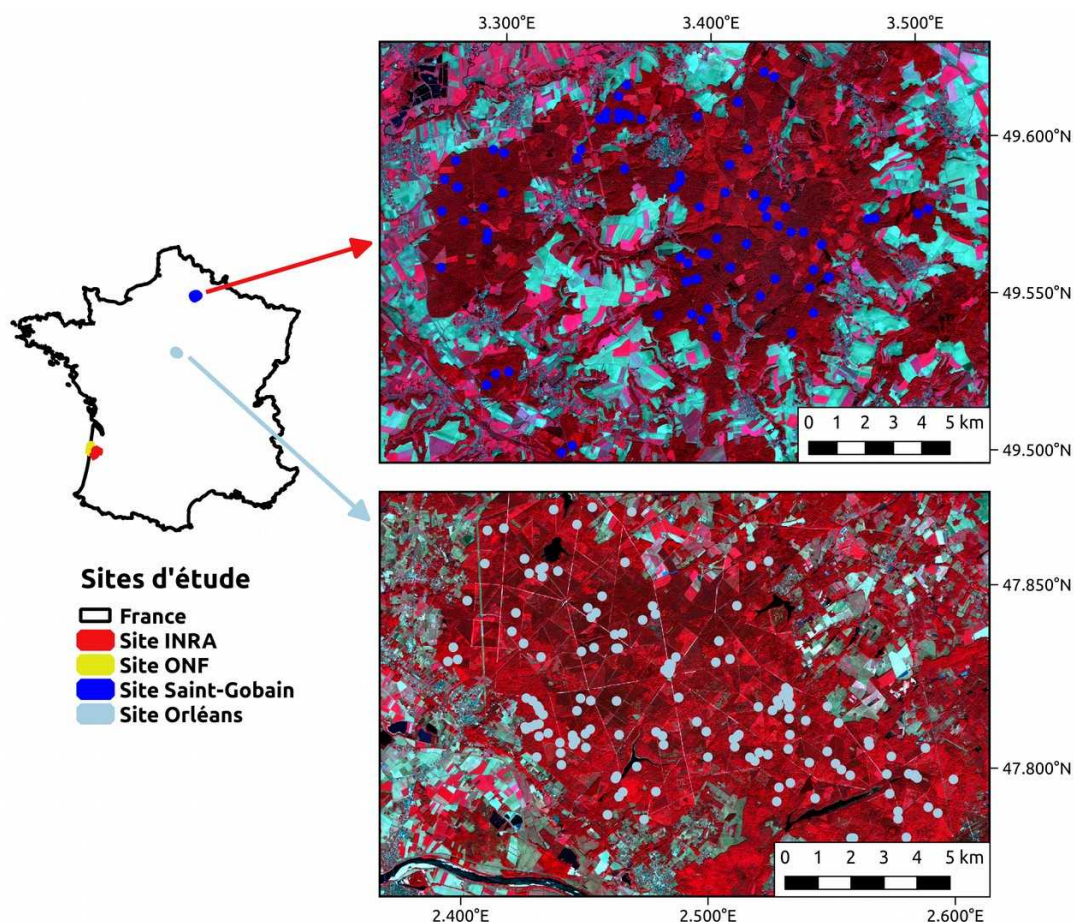 3.300°E 3.400°E 3.500°E
49.600°N
49.550°N
49.500°N
0 1 2 3 4 5 km
Sites d'étude
France
Site INRA
Site ONF
Site Saint-Gobain
Site Orléans
47.850°N
47.800°N
0 1 2 3 4 5 km
2.400°E 2.500°E 2.600°E